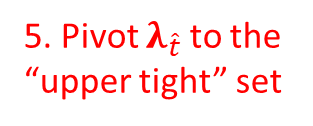 5. Pivot λ_t̂ to the
“upper tight” set